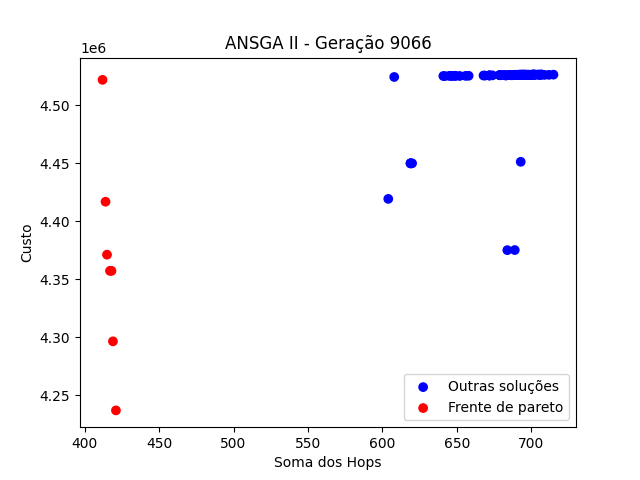 ANSGA II - Geração 9066
1e6
4.50
4.45
4.40
4.35
4.30
4.25
Custo
400
450
500
550
600
650
700
Soma dos Hops
Outras soluções
Frente de pareto